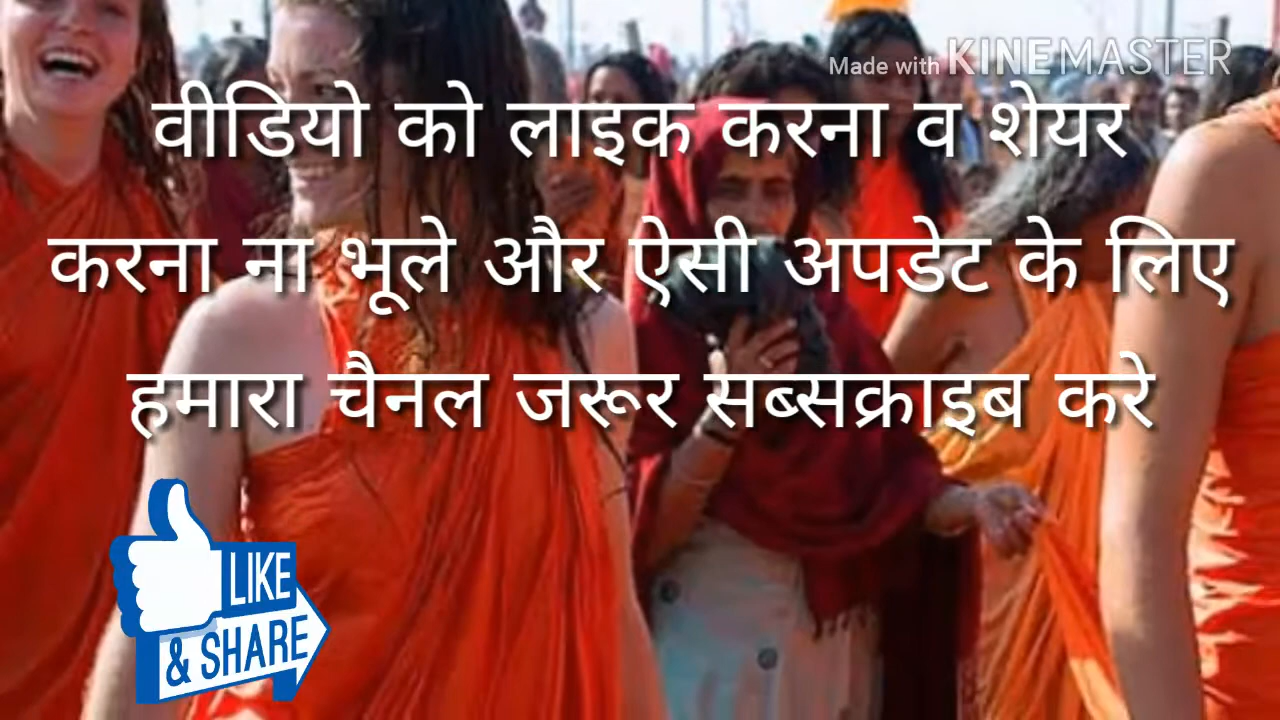 Made with KINEMASTER
वीडियो को लाइक करना व शेयर
करना ना भूले और ऐसी अपडेट के लिए
हमारा चैनल जरूर सब्सक्राइब करे
LIKE
& SHARE